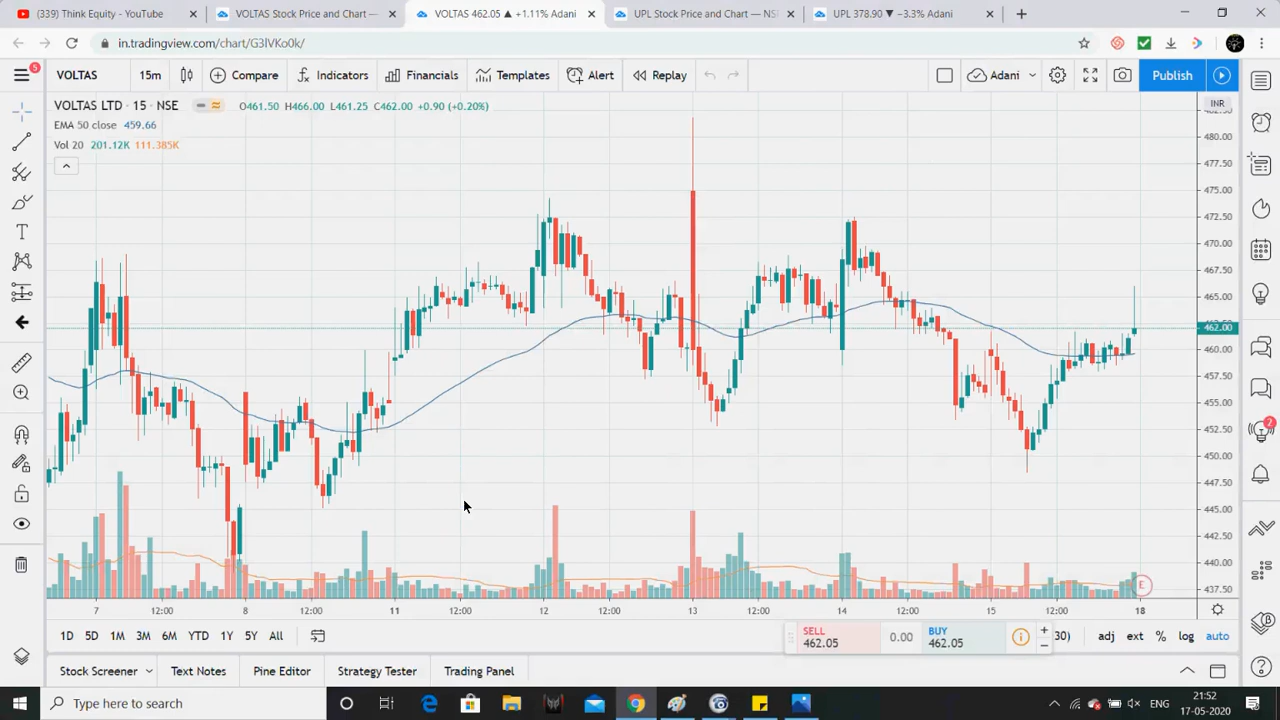 (339) Think Equity - YouTube
VOLTAS Stock Price and Chart —
VOLTAS 462.05 ▲ +1.11% Adani
UPL Stock Price and Chart — NS
UPL 378.90 ▼ −3.3% Adani
in.tradingview.com/chart/G3lVKo0k/
5
VOLTAS
15m
Compare
Indicators
Financials
Templates
Alert
Replay
Adani
Publish
VOLTAS LTD · 15 · NSE
O461.50 H466.00 L461.25 C462.00 +0.90 (+0.20%)
EMA 50 close 459.66
Vol 20 201.12K 111.385K
INR
480.00
477.50
475.00
472.50
470.00
467.50
465.00
462.00
460.00
457.50
455.00
452.50
450.00
447.50
445.00
442.50
440.00
437.50
2
E
7 12:00 8 12:00 11 12:00 12 12:00 13 12:00 14 12:00 15 12:00 18
1D 5D 1M 3M 6M YTD 1Y 5Y All
SELL
462.05
0.00
BUY
462.05
30)
adj ext % log auto
Stock Screener
Text Notes
Pine Editor
Strategy Tester
Trading Panel
Type here to search
ENG
21:52
17-05-2020